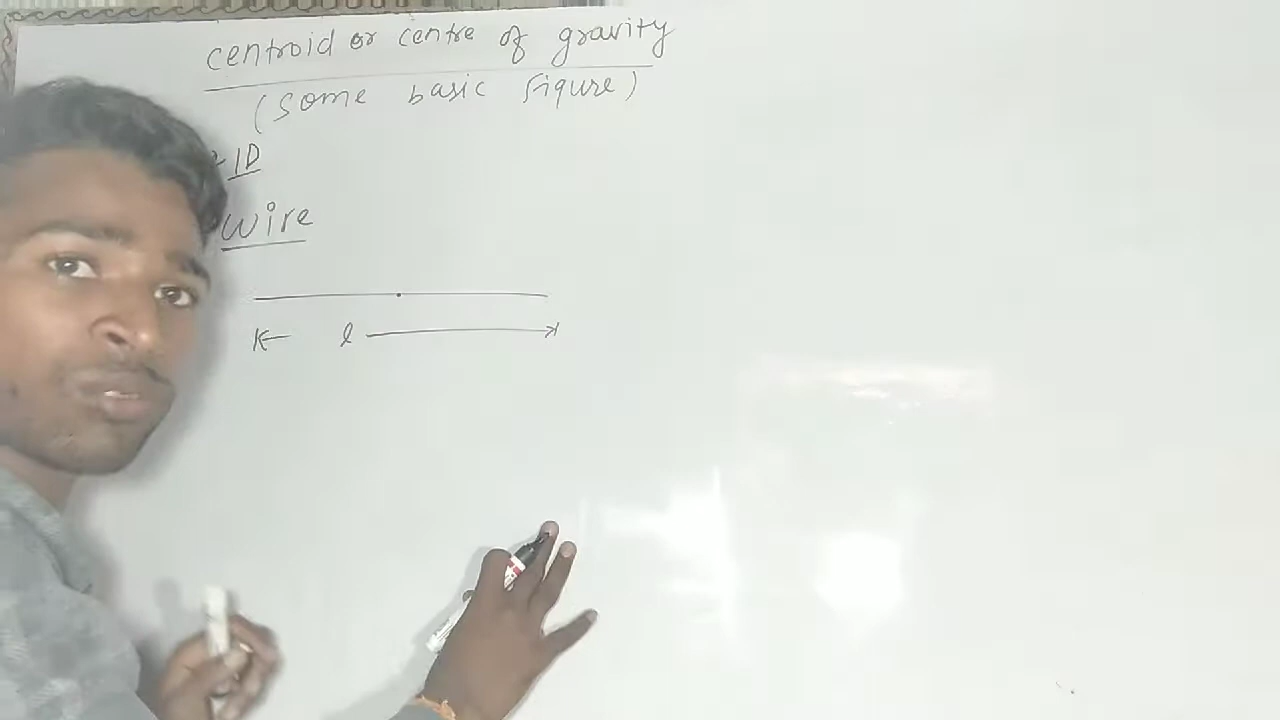 centroid or centre of gravity
(some basic figure)
1D
Wire
l